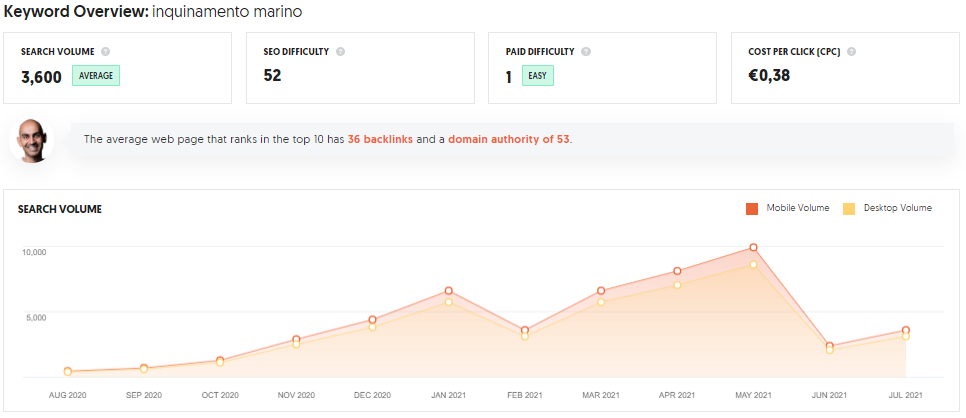 Keyword Overview: inquinamento marino
SEARCH VOLUME ?
3,600 AVERAGE
SEO DIFFICULTY ?
52
PAID DIFFICULTY ?
1 EASY
COST PER CLICK (CPC) ?
€0,38
The average web page that ranks in the top 10 has 36 backlinks and a domain authority of 53.
SEARCH VOLUME
Mobile Volume Desktop Volume
10,000
5,000
AUG 2020 SEP 2020 OCT 2020 NOV 2020 DEC 2020 JAN 2021 FEB 2021 MAR 2021 APR 2021 MAY 2021 JUN 2021 JUL 2021